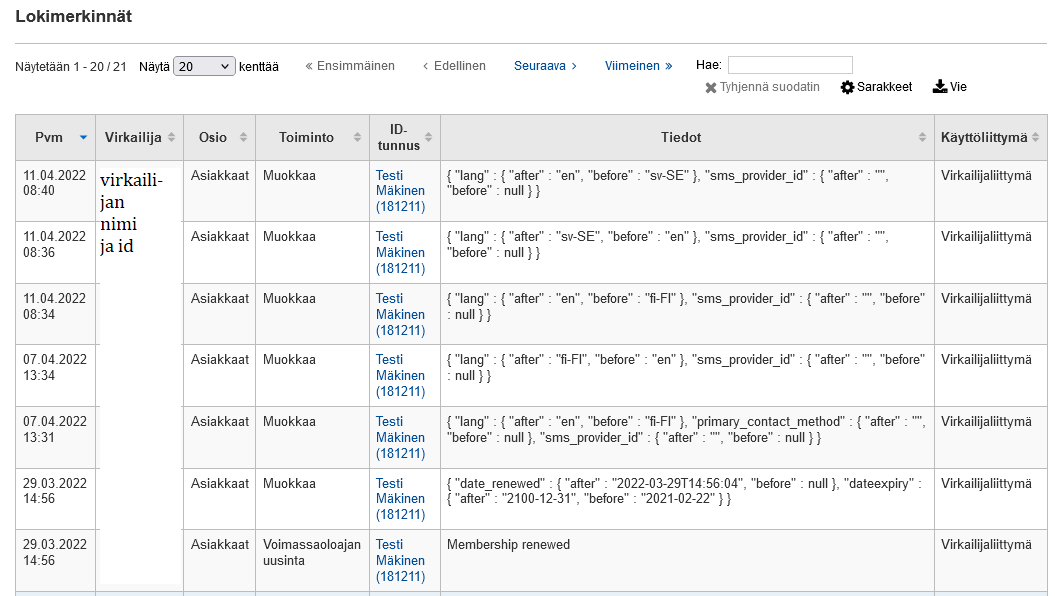 Lokimerkinnät
Näytetään 1 - 20 / 21 Näytä 20 kenttää « Ensimmäinen ‹ Edellinen Seuraava › Viimeinen » Hae:
Tyhjennä suodatin Sarakkeet Vie
Pvm Virkailija Osio Toiminto ID-tunnus Tiedot Käyttöliittymä
virkaili-
jan
nimi
ja id
11.04.2022 Asiakkaat Muokkaa Testi { "lang" : { "after" : "en", "before" : "sv-SE" }, "sms_provider_id" : { "after" : "", Virkailijaliittymä
08:40 Mäkinen "before" : null } }
(181211)
11.04.2022 Asiakkaat Muokkaa Testi { "lang" : { "after" : "sv-SE", "before" : "en" }, "sms_provider_id" : { "after" : "", Virkailijaliittymä
08:36 Mäkinen "before" : null } }
(181211)
11.04.2022 Asiakkaat Muokkaa Testi { "lang" : { "after" : "en", "before" : "fi-FI" }, "sms_provider_id" : { "after" : "", "before" Virkailijaliittymä
08:34 Mäkinen : null } }
(181211)
07.04.2022 Asiakkaat Muokkaa Testi { "lang" : { "after" : "fi-FI", "before" : "en" }, "sms_provider_id" : { "after" : "", "before" Virkailijaliittymä
13:34 Mäkinen : null } }
(181211)
07.04.2022 Asiakkaat Muokkaa Testi { "lang" : { "after" : "en", "before" : "fi-FI" }, "primary_contact_method" : { "after" : "", Virkailijaliittymä
13:31 Mäkinen "before" : null }, "sms_provider_id" : { "after" : "", "before" : null } }
(181211)
29.03.2022 Asiakkaat Muokkaa Testi { "date_renewed" : { "after" : "2022-03-29T14:56:04", "before" : null }, "dateexpiry" : Virkailijaliittymä
14:56 Mäkinen { "after" : "2100-12-31", "before" : "2021-02-22" } }
(181211)
29.03.2022 Asiakkaat Voimassaoloajan Testi Membership renewed Virkailijaliittymä
14:56 uusinta Mäkinen
(181211)